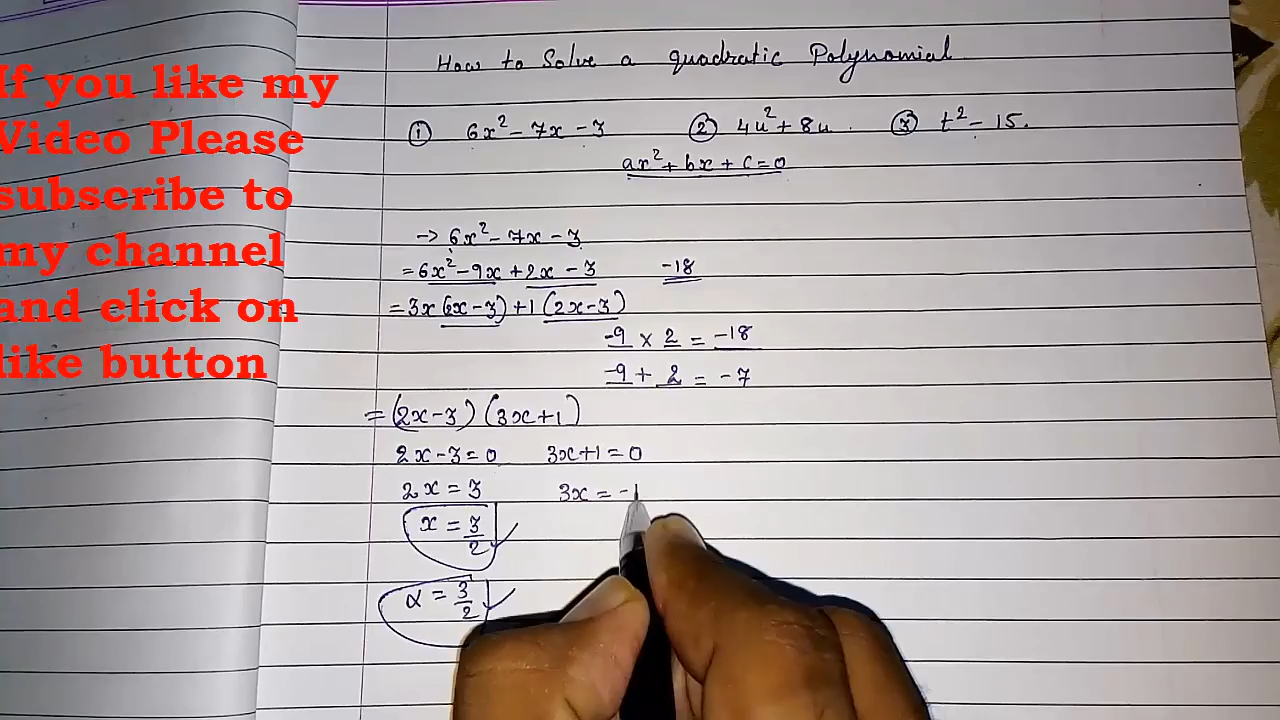 If you like my
Video Please
subscribe to
my channel
and click on
like button
How to Solve a quadratic Polynomial
① 6x² - 7x - 3 ② 4u² + 8u ③ t² - 15.
ax² + bx + c = 0
→ 6x² - 7x - 3
= 6x² - 9x + 2x - 3 -18
= 3x (2x - 3) + 1 (2x - 3)
-9 × 2 = -18
-9 + 2 = -7
= (2x - 3) (3x + 1)
2x - 3 = 0 3x + 1 = 0
2x = 3 3x = -1
x = 3/2 ✓
α = 3/2 ✓